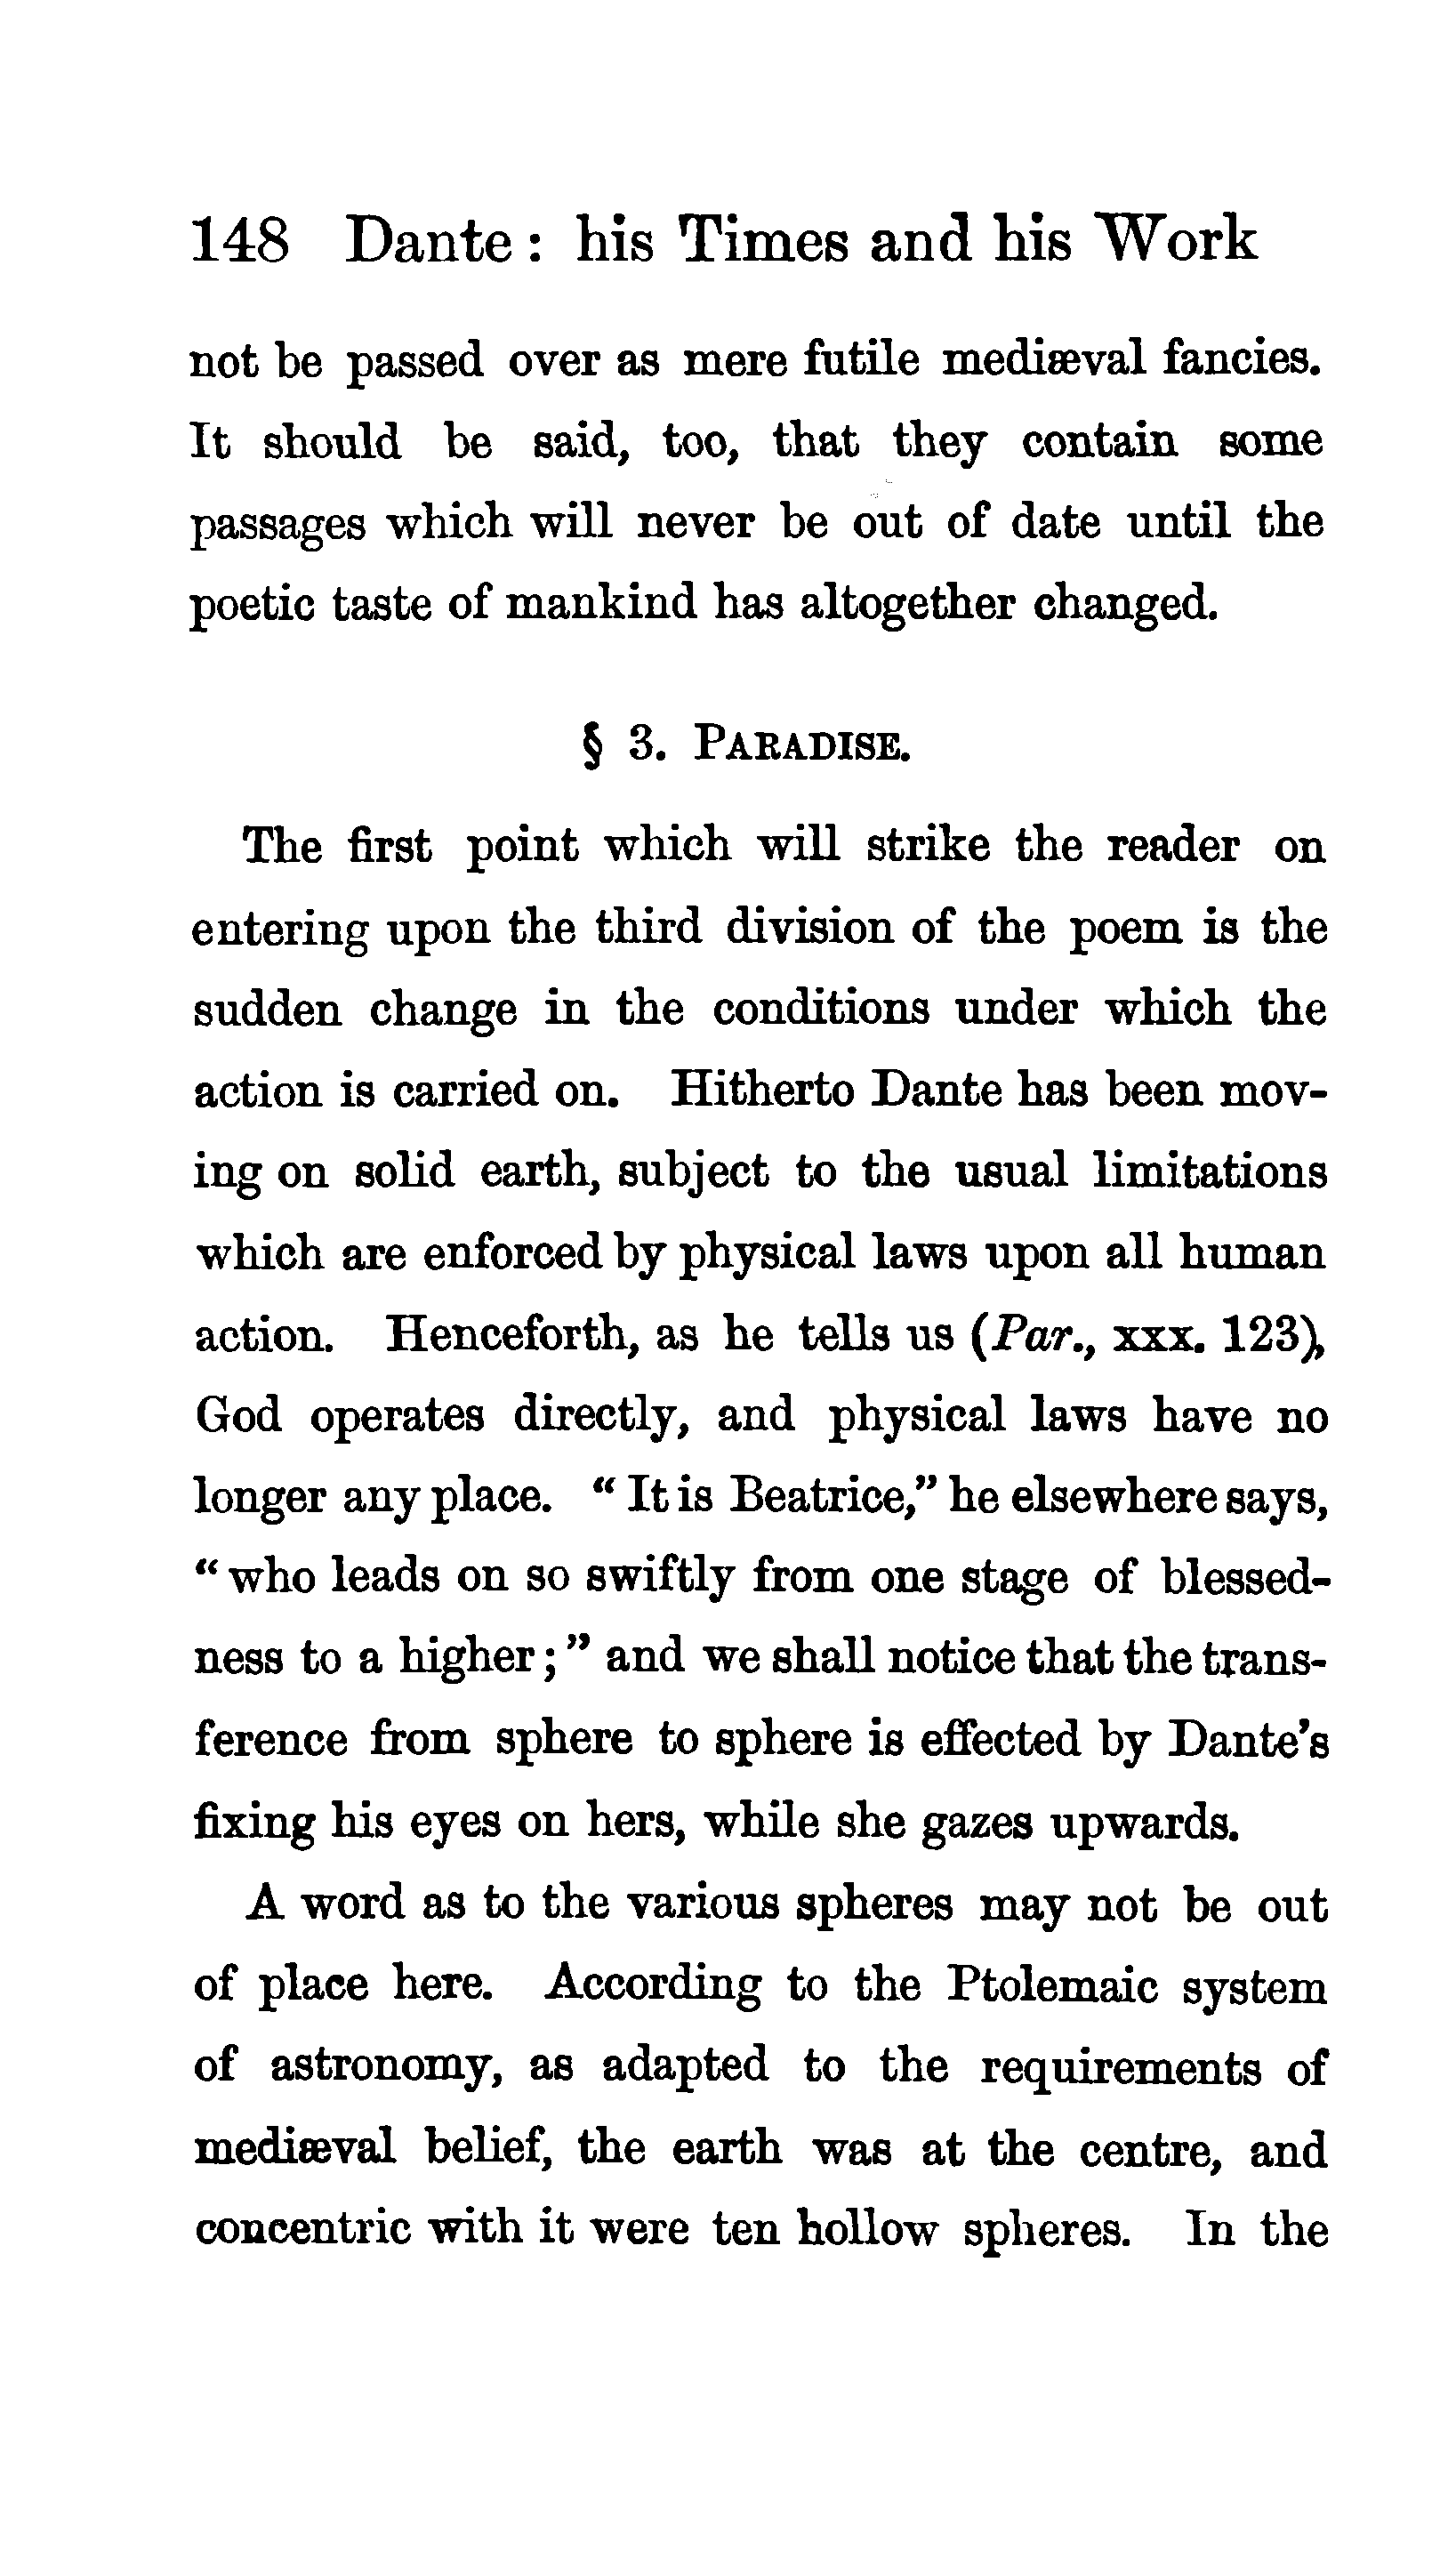 148 Dante : his Times and his Work
not be passed over as mere futile mediæval fancies.
It should be said, too, that they contain some
passages which will never be out of date until the
poetic taste of mankind has altogether changed.
§ 3. PARADISE.
The first point which will strike the reader on
entering upon the third division of the poem is the
sudden change in the conditions under which the
action is carried on. Hitherto Dante has been mov-
ing on solid earth, subject to the usual limitations
which are enforced by physical laws upon all human
action. Henceforth, as he tells us (Par., xxx. 123),
God operates directly, and physical laws have no
longer any place. “ It is Beatrice,” he elsewhere says,
“ who leads on so swiftly from one stage of blessed-
ness to a higher ; ” and we shall notice that the trans-
ference from sphere to sphere is effected by Dante’s
fixing his eyes on hers, while she gazes upwards.
A word as to the various spheres may not be out
of place here. According to the Ptolemaic system
of astronomy, as adapted to the requirements of
mediæval belief, the earth was at the centre, and
concentric with it were ten hollow spheres. In the